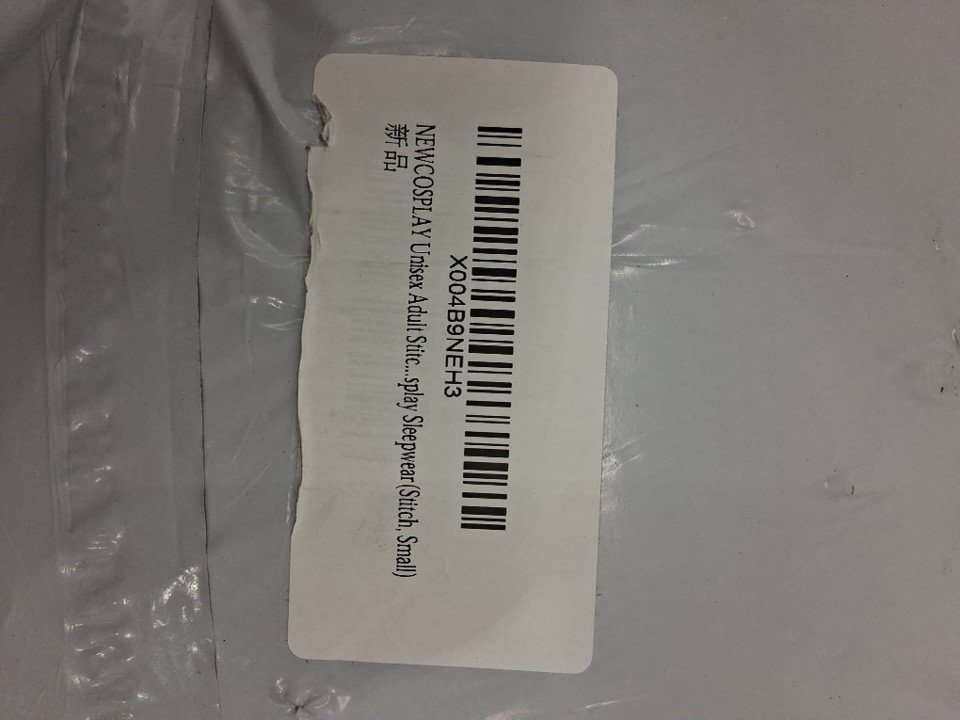 X004B9NEH3
NEWCOSPLAY Unisex Adult Stitc...splay Sleepwear(Stitch, Small)
新品